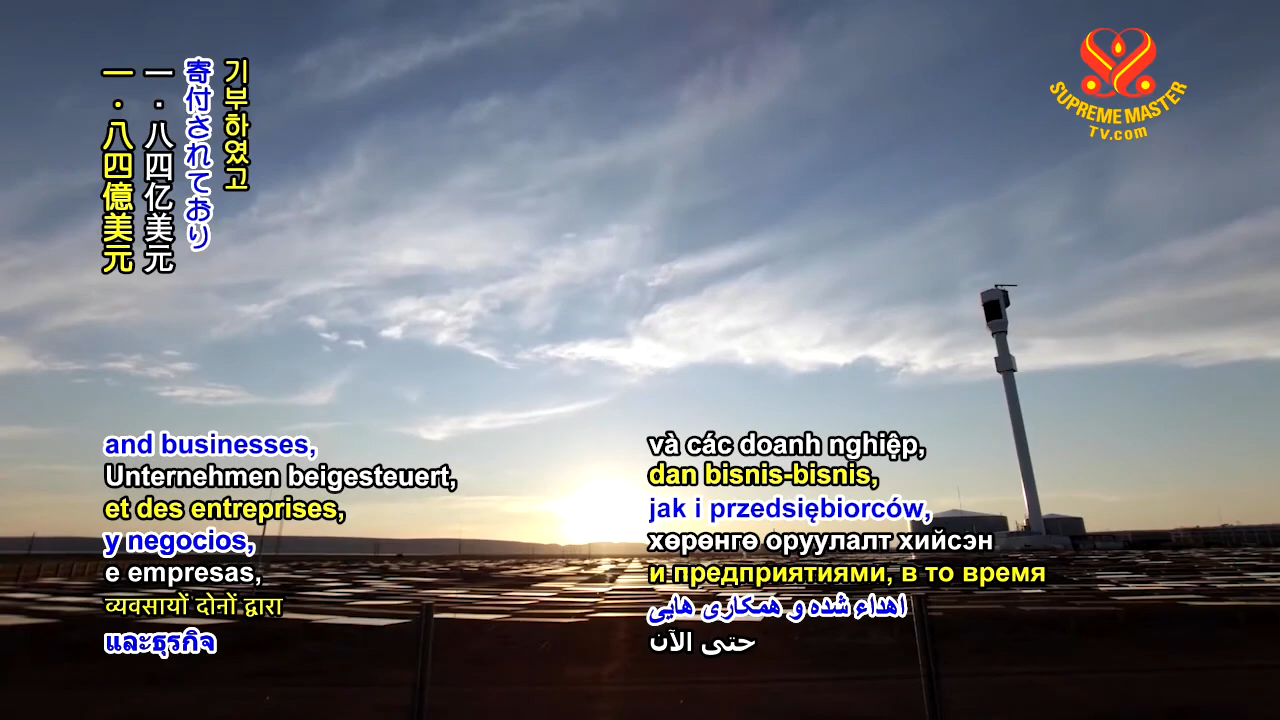 기부하였고
寄付されており
一．八四亿美元
一．八四億美元
SUPREME MASTER
TV.com
and businesses,
Unternehmen beigesteuert,
et des entreprises,
y negocios,
e empresas,
व्यवसायों दोनों द्वारा
และธุรกิจ
và các doanh nghiệp,
dan bisnis-bisnis,
jak i przedsiębiorców,
хөрөнгө оруулалт хийсэн
и предприятиями, в то время
اهداء شده و همکاری هایی
حتى الآن